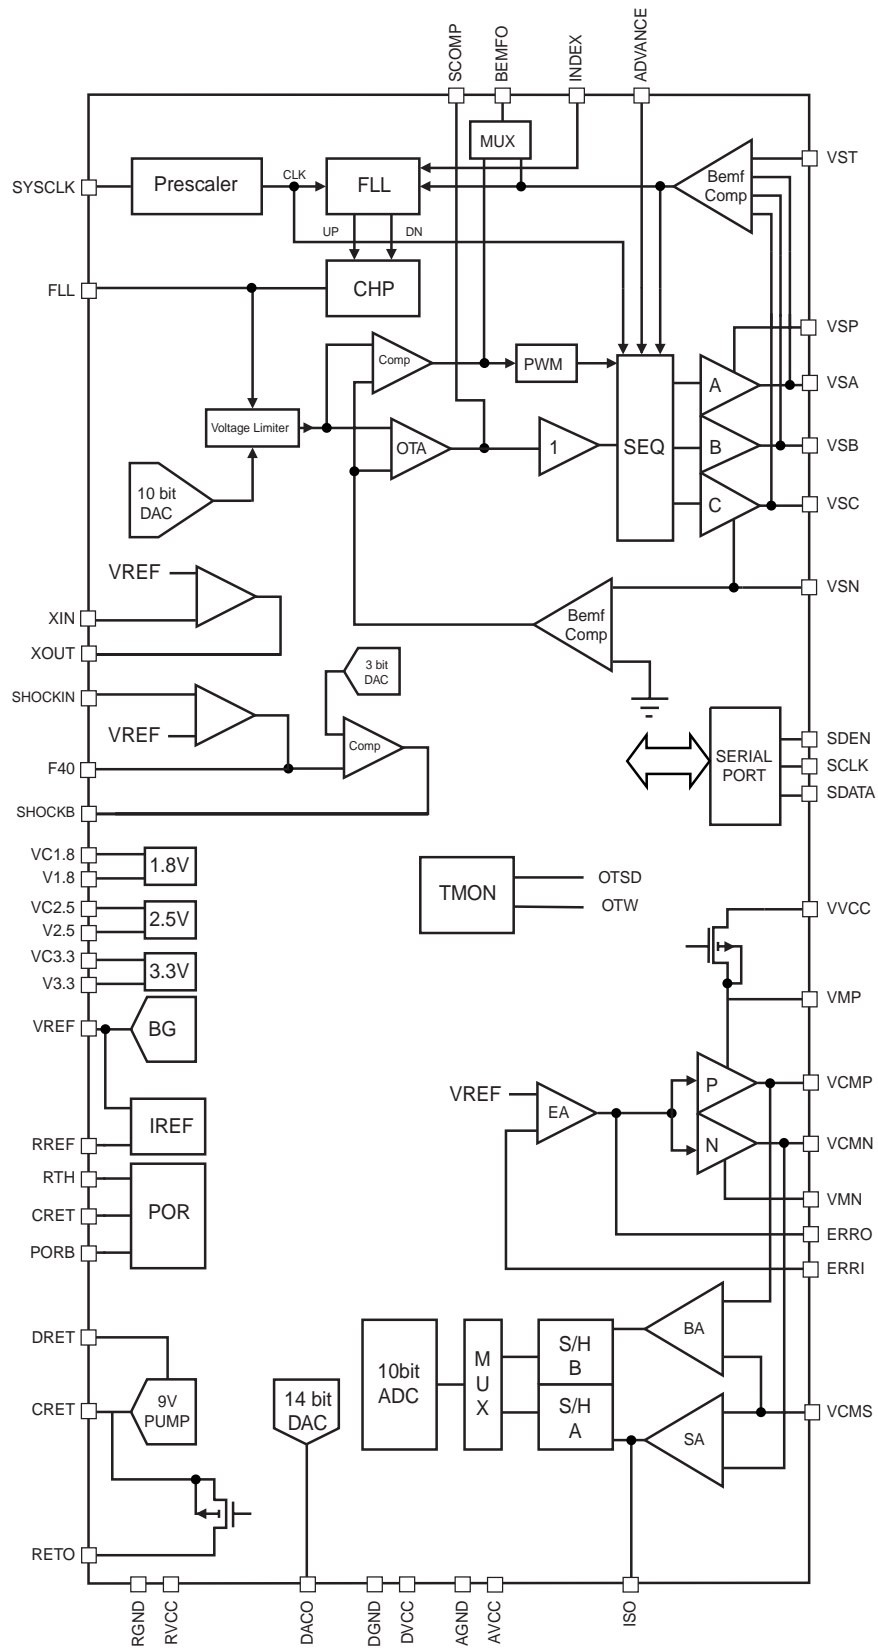 SCOMP
BEMFO
INDEX
ADVANCE
MUX
SYSCLK
Prescaler
CLK
FLL
Bemf
Comp
VST
UP
DN
FLL
CHP
VSP
Comp
PWM
A
VSA
Voltage Limiter
OTA
1
SEQ
B
VSB
10 bit
DAC
C
VSC
VREF
XIN
XOUT
Bemf
Comp
VSN
3 bit
DAC
SHOCKIN
VREF
Comp
F40
SHOCKB
SERIAL
PORT
SDEN
SCLK
SDATA
VC1.8
V1.8
1.8V
VC2.5
V2.5
2.5V
VC3.3
V3.3
3.3V
TMON
OTSD
OTW
VVCC
VMP
VREF
BG
IREF
RREF
RTH
CRET
PORB
POR
VREF
EA
P
VCMP
N
VCMN
VMN
ERRO
ERRI
DRET
CRET
9V
PUMP
14 bit
DAC
10bit
ADC
M
U
X
S/H
B
S/H
A
BA
SA
VCMS
RETO
RGND
RVCC
DACO
DGND
DVCC
AGND
AVCC
ISO